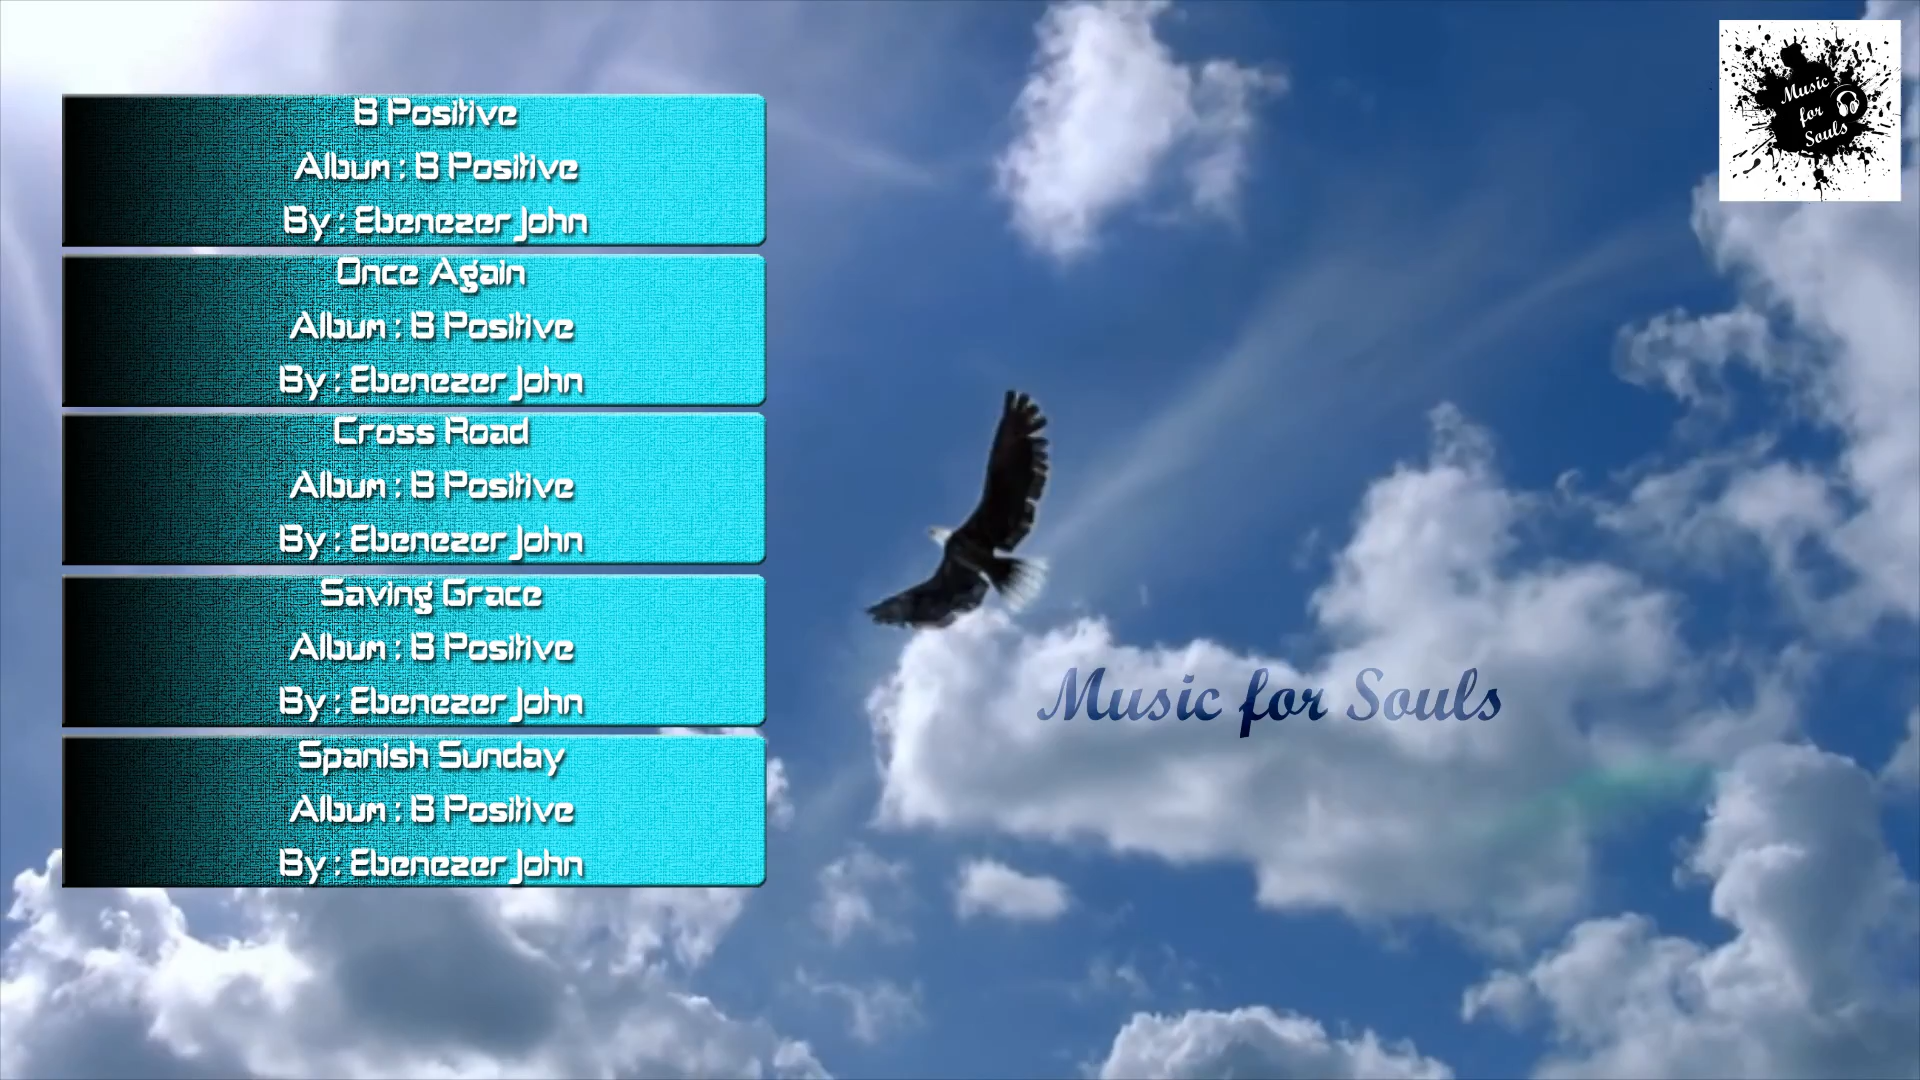 B Positive
Album : B Positive
By : Ebenezer John
Once Again
Album : B Positive
By : Ebenezer John
Cross Road
Album : B Positive
By : Ebenezer John
Saving Grace
Album : B Positive
By : Ebenezer John
Spanish Sunday
Album : B Positive
By : Ebenezer John
Music
for
Souls
Music for Souls